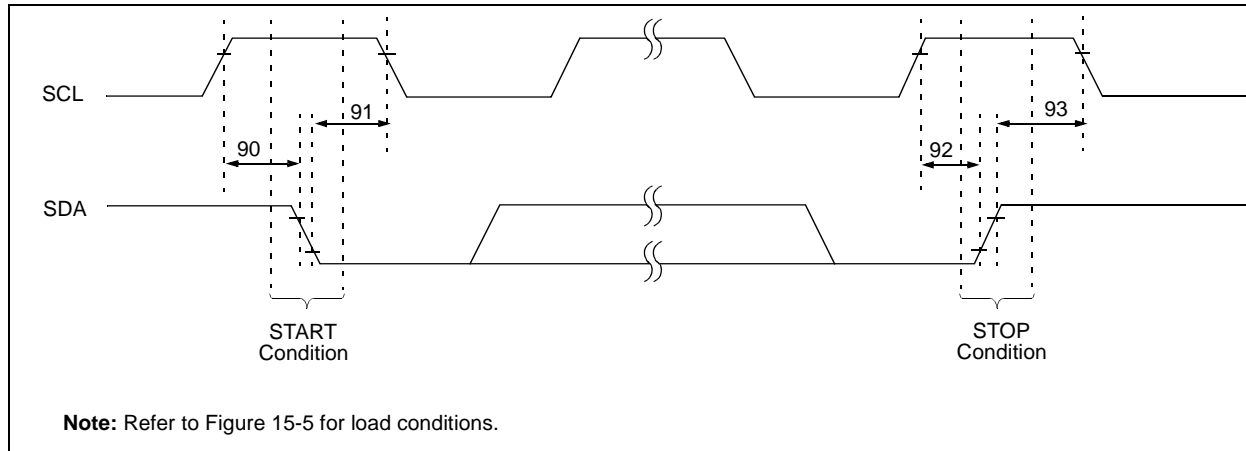 SCL
91
93
90
92
SDA
START
Condition
STOP
Condition
Note: Refer to Figure 15-5 for load conditions.